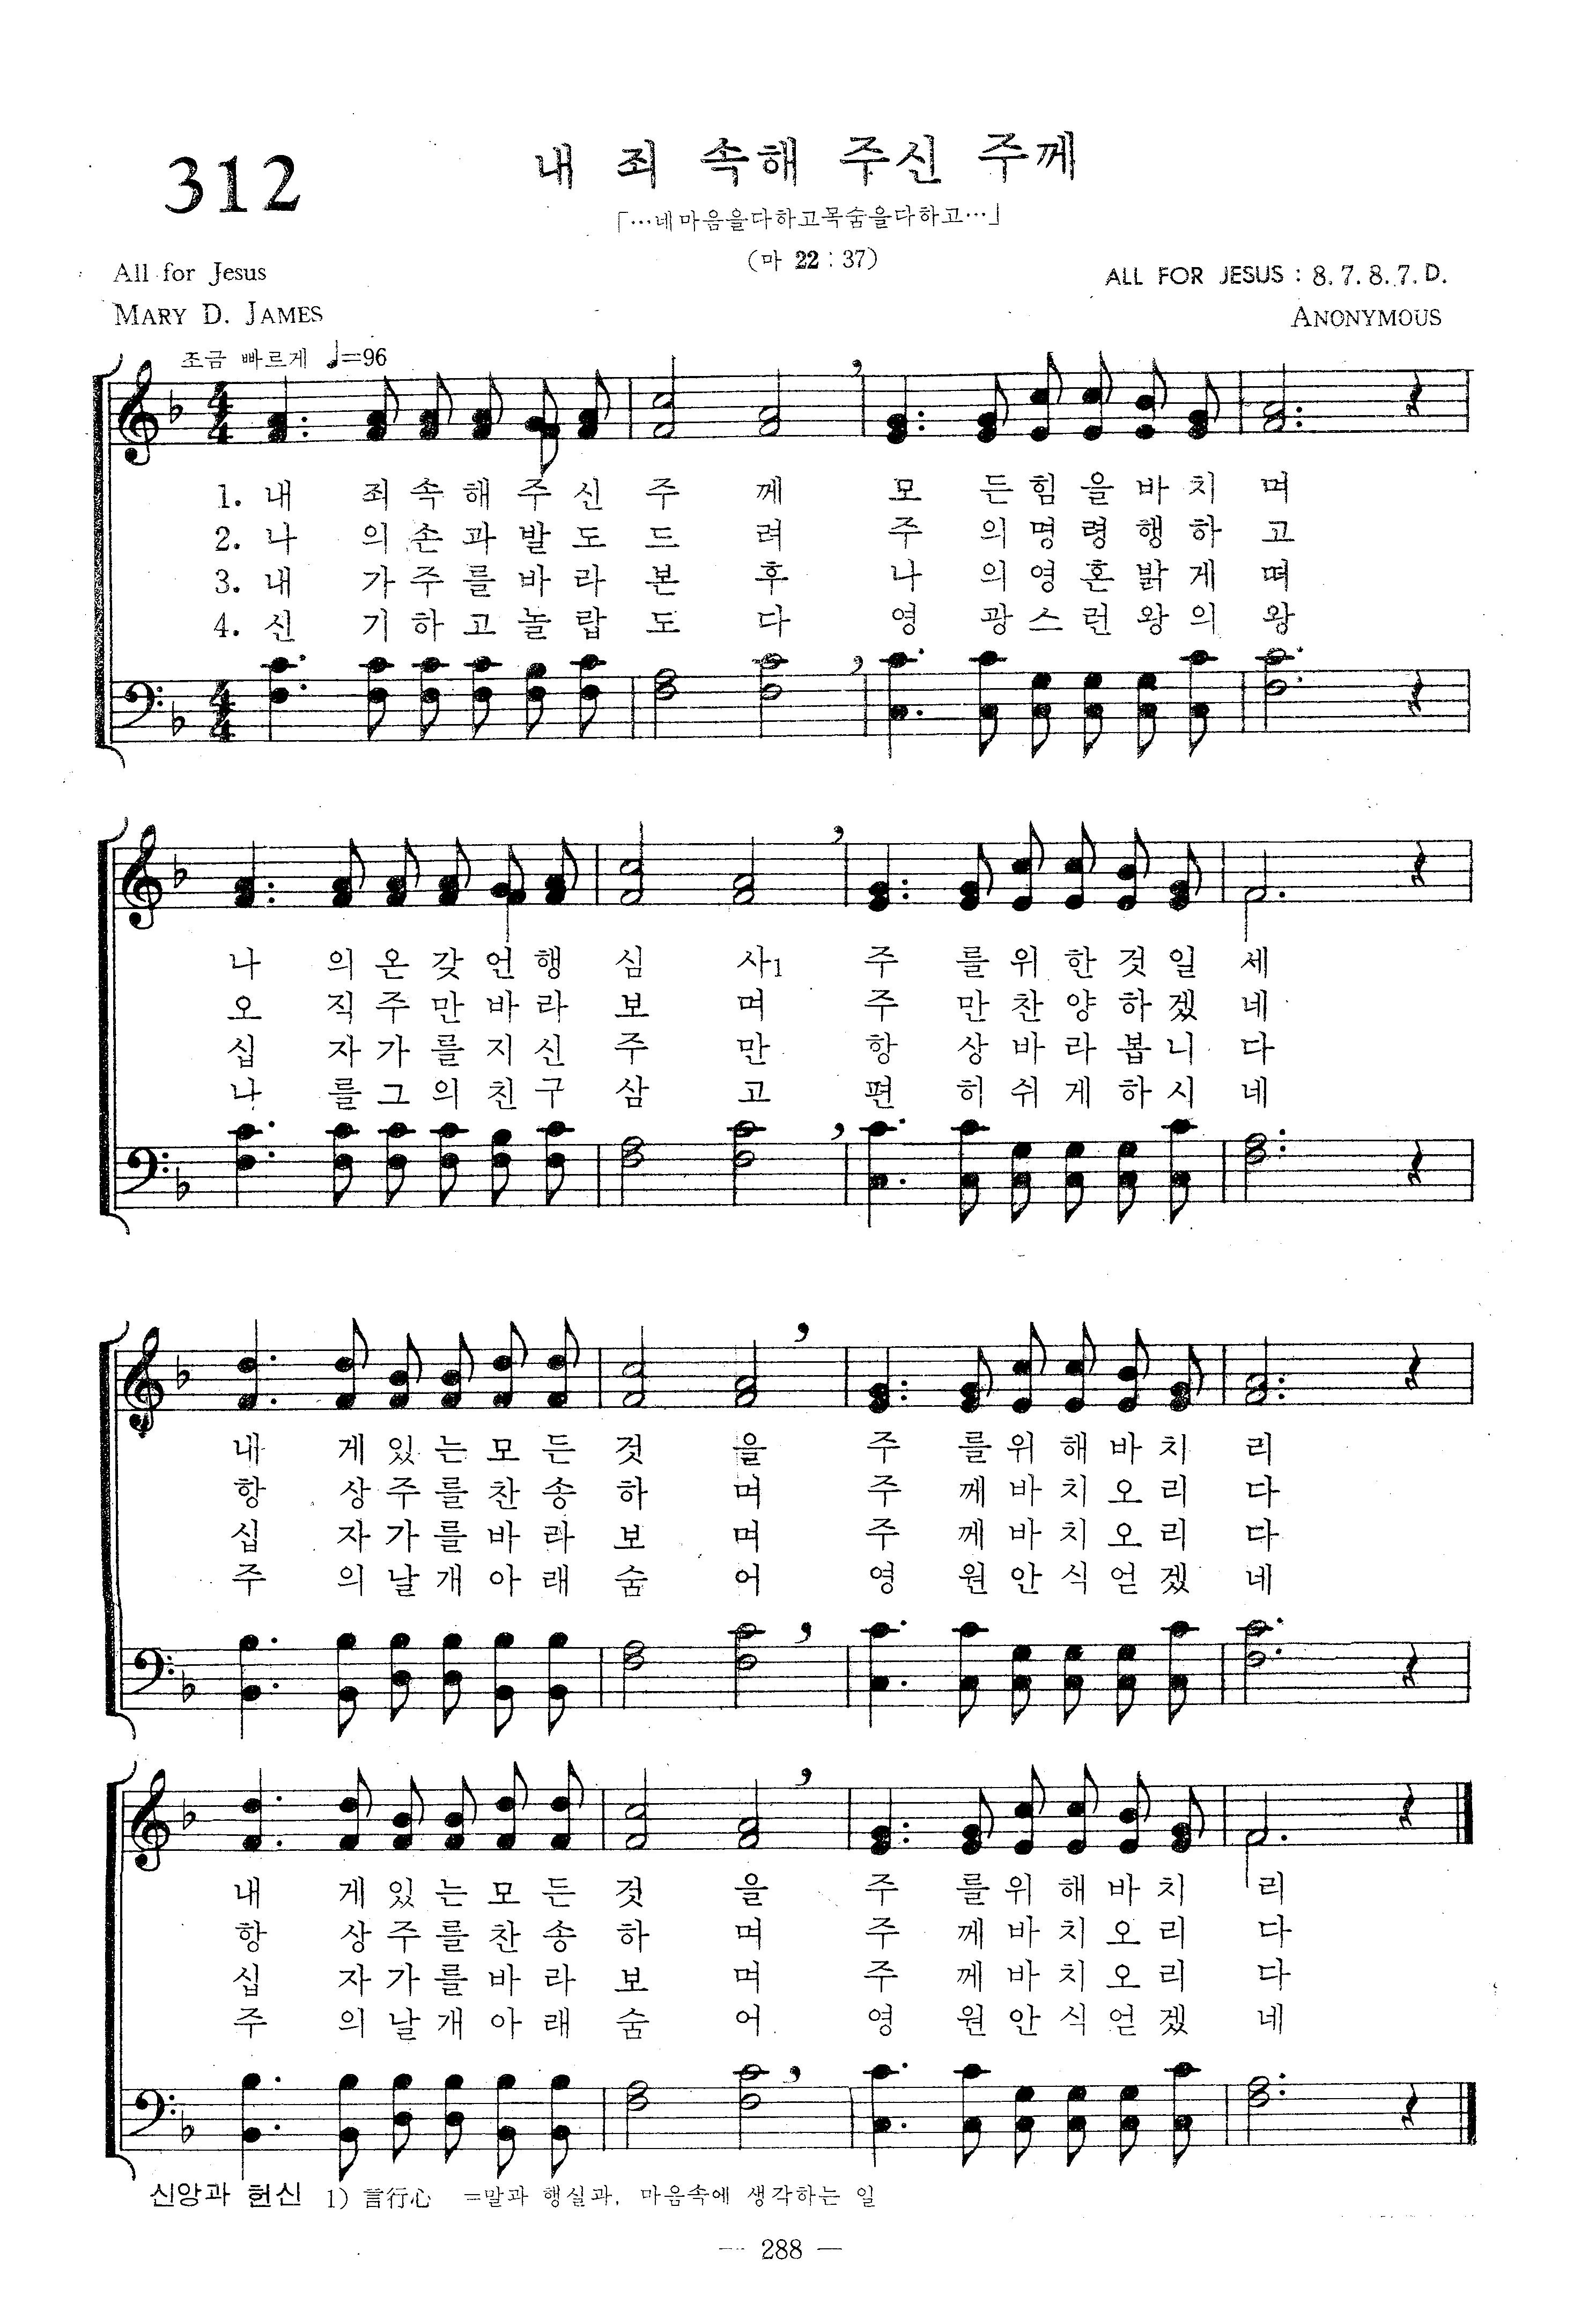 312
내 죄 속해 주신 주께
「…네마음을다하고목숨을다하고…」
(마 22 : 37)
All for Jesus
MARY D. JAMES
ALL FOR JESUS : 8. 7. 8. 7. D.
ANONYMOUS
조금 빠르게 ♩=96
4 4
1. 내 죄 속 해 주 신 주 께 모 든 힘 을 바 치 며
2. 나 의 손 과 발 도 드 려 주 의 명 령 행 하 고
3. 내 가 주 를 바 라 본 후 나 의 영 혼 밝 게 떠
4. 신 기 하 고 놀 랍 도 다 영 광 스 런 왕 의 왕
4 4
나 의 온 갖 언 행 심 사1 주 를 위 한 것 일 세
오 직 주 만 바 라 보 며 주 만 찬 양 하 겠 네
십 자 가 를 지 신 주 만 항 상 바 라 봅 니 다
나 를 그 의 친 구 삼 고 편 히 쉬 게 하 시 네
내 게 있 는 모 든 것 을 주 를 위 해 바 치 리
항 상 주 를 찬 송 하 며 주 께 바 치 오 리 다
십 자 가 를 바 라 보 며 주 께 바 치 오 리 다
주 의 날 개 아 래 숨 어 영 원 안 식 얻 겠 네
내 게 있 는 모 든 것 을 주 를 위 해 바 치 리
항 상 주 를 찬 송 하 며 주 께 바 치 오 리 다
십 자 가 를 바 라 보 며 주 께 바 치 오 리 다
주 의 날 개 아 래 숨 어 영 원 안 식 얻 겠 네
신앙과 헌신 1) 言行心 =말과 행실과, 마음속에 생각하는 일
— 288 —